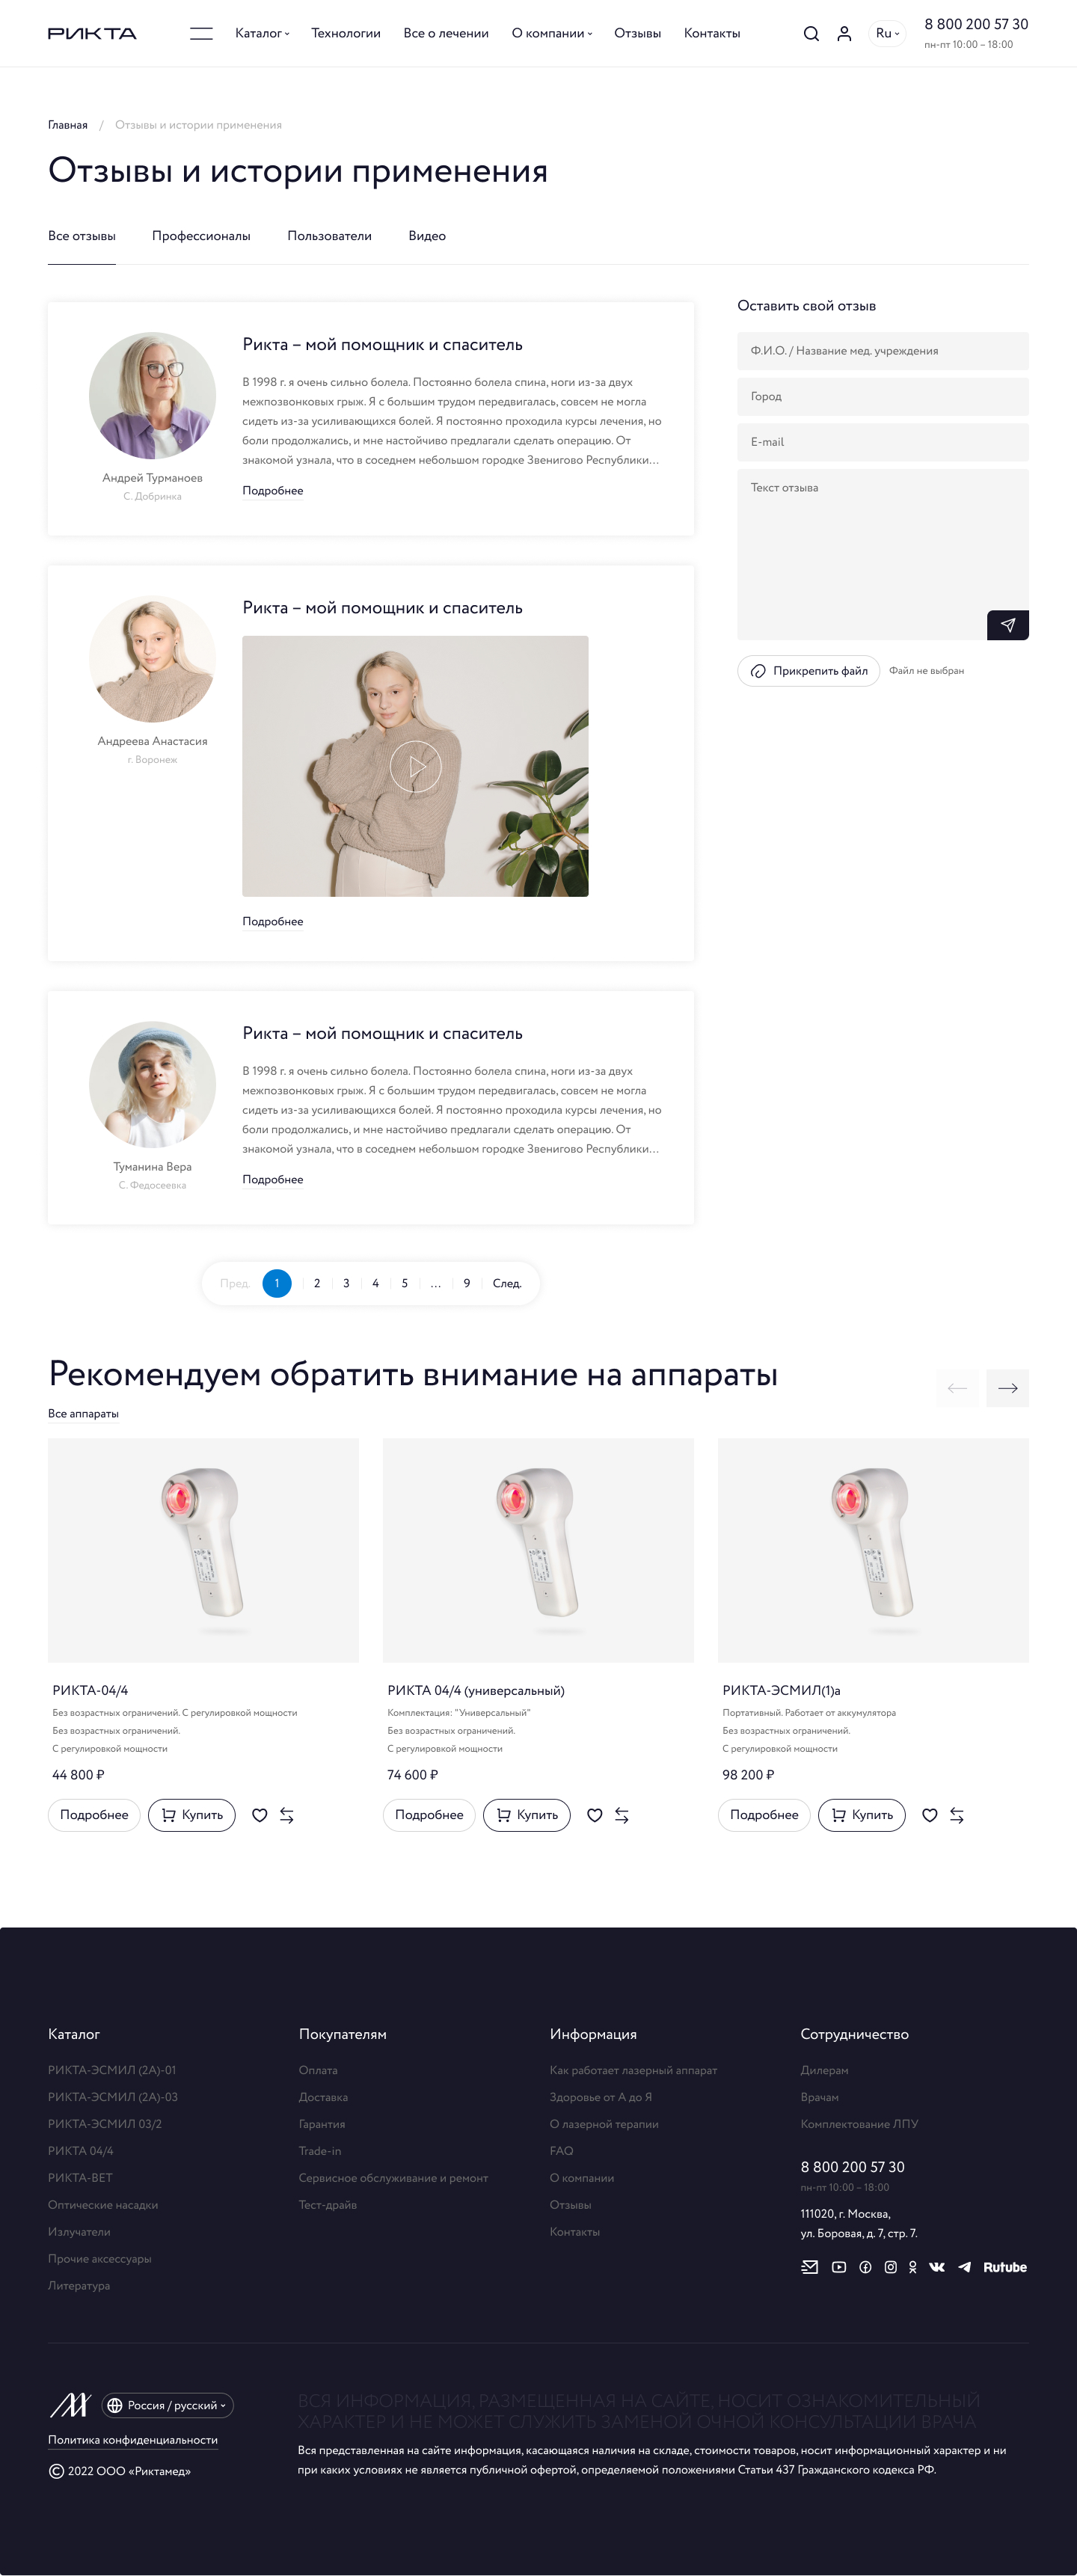 РИКТА
Каталог
Технологии
Все о лечении
О компании
Отзывы
Контакты
Ru
8 800 200 57 30
пн-пт 10:00 – 18:00
Главная / Отзывы и истории применения
Отзывы и истории применения
Все отзывы
Профессионалы
Пользователи
Видео
Андрей Турманоев
С. Добринка
Рикта – мой помощник и спаситель
В 1998 г. я очень сильно болела. Постоянно болела спина, ноги из-за двух
межпозвонковых грыж. Я с большим трудом передвигалась, совсем не могла
сидеть из-за усиливающихся болей. Я постоянно проходила курсы лечения, но
боли продолжались, и мне настойчиво предлагали сделать операцию. От
знакомой узнала, что в соседнем небольшом городке Звенигово Республики...
Подробнее
Андреева Анастасия
г. Воронеж
Рикта – мой помощник и спаситель
Подробнее
Туманина Вера
С. Федосеевка
Рикта – мой помощник и спаситель
В 1998 г. я очень сильно болела. Постоянно болела спина, ноги из-за двух
межпозвонковых грыж. Я с большим трудом передвигалась, совсем не могла
сидеть из-за усиливающихся болей. Я постоянно проходила курсы лечения, но
боли продолжались, и мне настойчиво предлагали сделать операцию. От
знакомой узнала, что в соседнем небольшом городке Звенигово Республики...
Подробнее
Оставить свой отзыв
Ф.И.О. / Название мед. учреждения
Город
E-mail
Текст отзыва
Прикрепить файл
Файл не выбран
Пред. 1 2 3 4 5 ... 9 След.
Рекомендуем обратить внимание на аппараты
Все аппараты
РИКТА-04/4
Без возрастных ограничений. С регулировкой мощности
Без возрастных ограничений.
С регулировкой мощности
44 800 ₽
Подробнее
Купить
РИКТА 04/4 (универсальный)
Комплектация: "Универсальный"
Без возрастных ограничений.
С регулировкой мощности
74 600 ₽
Подробнее
Купить
РИКТА-ЭСМИЛ(1)а
Портативный. Работает от аккумулятора
Без возрастных ограничений.
С регулировкой мощности
98 200 ₽
Подробнее
Купить
Каталог
РИКТА-ЭСМИЛ (2А)-01
РИКТА-ЭСМИЛ (2А)-03
РИКТА-ЭСМИЛ 03/2
РИКТА 04/4
РИКТА-ВЕТ
Оптические насадки
Излучатели
Прочие аксессуары
Литература
Покупателям
Оплата
Доставка
Гарантия
Trade-in
Сервисное обслуживание и ремонт
Тест-драйв
Информация
Как работает лазерный аппарат
Здоровье от А до Я
О лазерной терапии
FAQ
О компании
Отзывы
Контакты
Сотрудничество
Дилерам
Врачам
Комплектование ЛПУ
8 800 200 57 30
пн-пт 10:00 – 18:00
111020, г. Москва,
ул. Боровая, д. 7, стр. 7.
Rutube
Россия / русский
Политика конфиденциальности
© 2022 ООО «Риктамед»
ВСЯ ИНФОРМАЦИЯ, РАЗМЕЩЕННАЯ НА САЙТЕ, НОСИТ ОЗНАКОМИТЕЛЬНЫЙ
ХАРАКТЕР И НЕ МОЖЕТ СЛУЖИТЬ ЗАМЕНОЙ ОЧНОЙ КОНСУЛЬТАЦИИ ВРАЧА
Вся представленная на сайте информация, касающаяся наличия на складе, стоимости товаров, носит информационный характер и ни
при каких условиях не является публичной офертой, определяемой положениями Статьи 437 Гражданского кодекса РФ.